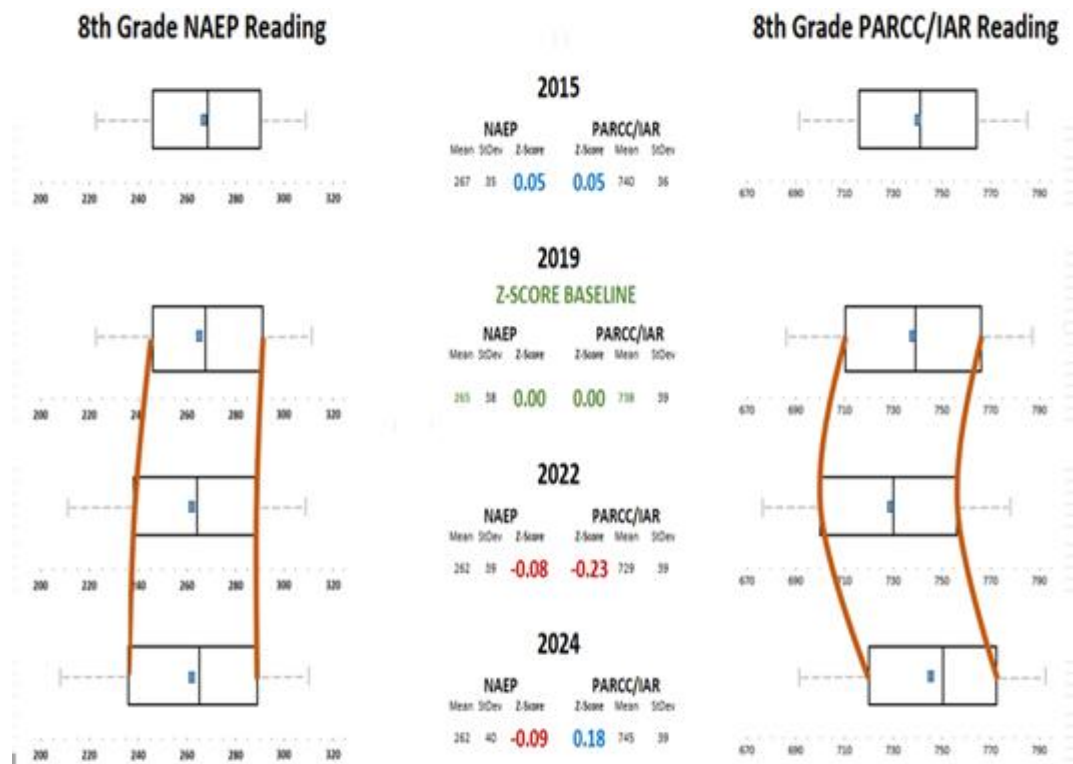 8th Grade NAEP Reading
8th Grade PARCC/IAR Reading
2015
NAEP PARCC/IAR
Mean StDev Z-Score Z-Score Mean StDev
267 35 0.05 0.05 740 36
200 220 240 260 280 300 320
670 690 710 730 750 770 790
2019
Z-SCORE BASELINE
NAEP PARCC/IAR
Mean StDev Z-Score Z-Score Mean StDev
265 38 0.00 0.00 738 39
200 220 240 260 280 300 320
670 690 710 730 750 770 790
2022
NAEP PARCC/IAR
Mean StDev Z-Score Z-Score Mean StDev
262 39 -0.08 -0.23 729 39
200 220 240 260 280 300 320
670 690 710 730 750 770 790
2024
NAEP PARCC/IAR
Mean StDev Z-Score Z-Score Mean StDev
262 40 -0.09 0.18 745 39
200 220 240 260 280 300 320
670 690 710 730 750 770 790